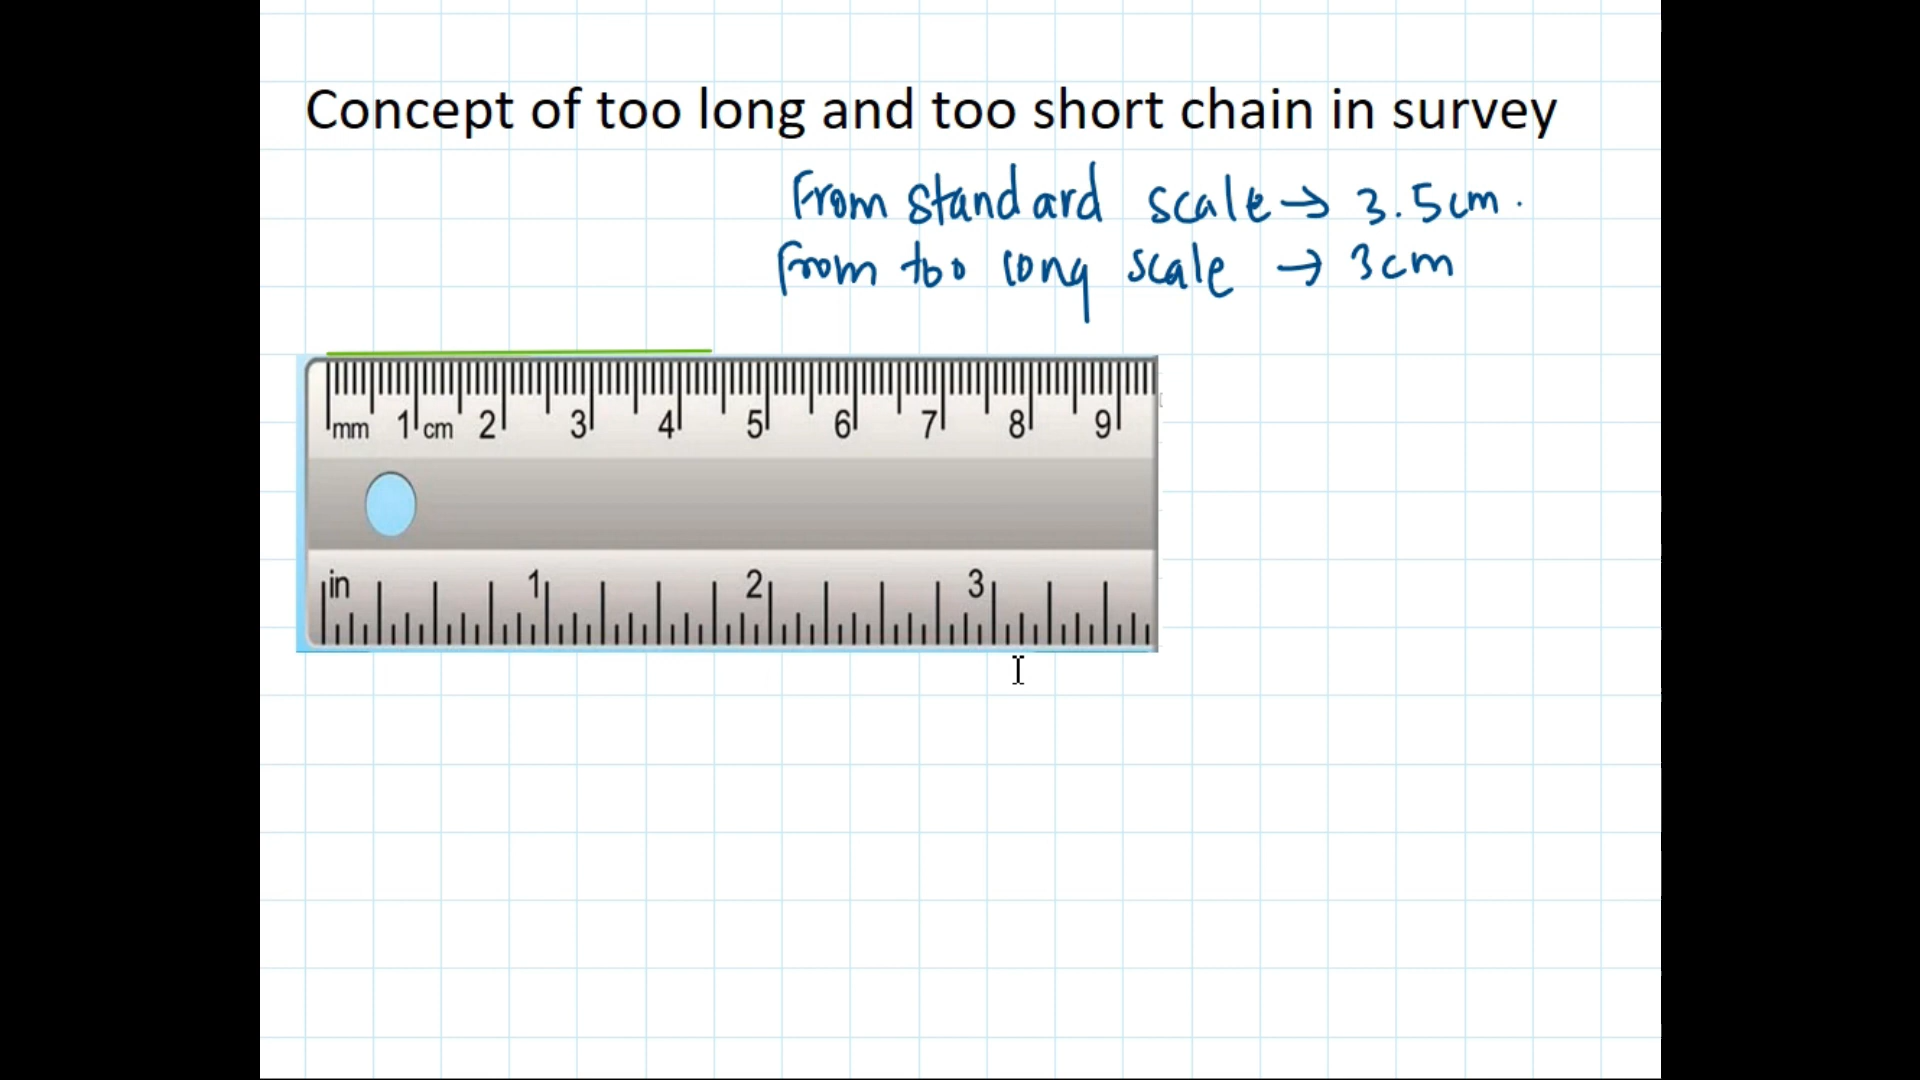 Concept of too long and too short chain in survey
From standard scale → 3.5cm.
From too long scale → 3cm
mm 1 cm 2 3 4 5 6 7 8 9
in 1 2 3